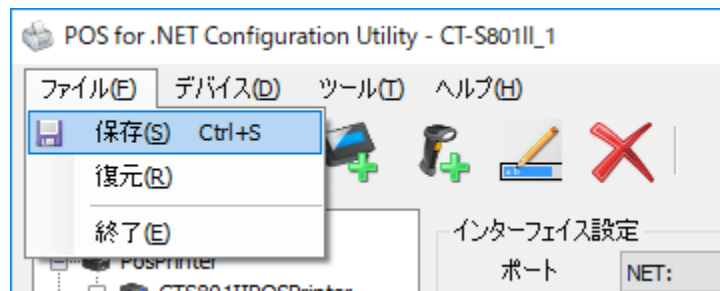 POS for .NET Configuration Utility - CT-S801II_1
ファイル(F) デバイス(D) ツール(T) ヘルプ(H)
保存(S) Ctrl+S
復元(R)
終了(E)
インターフェイス設定
ポート NET:
PosPrinter
CTS801IIPOSPrinter